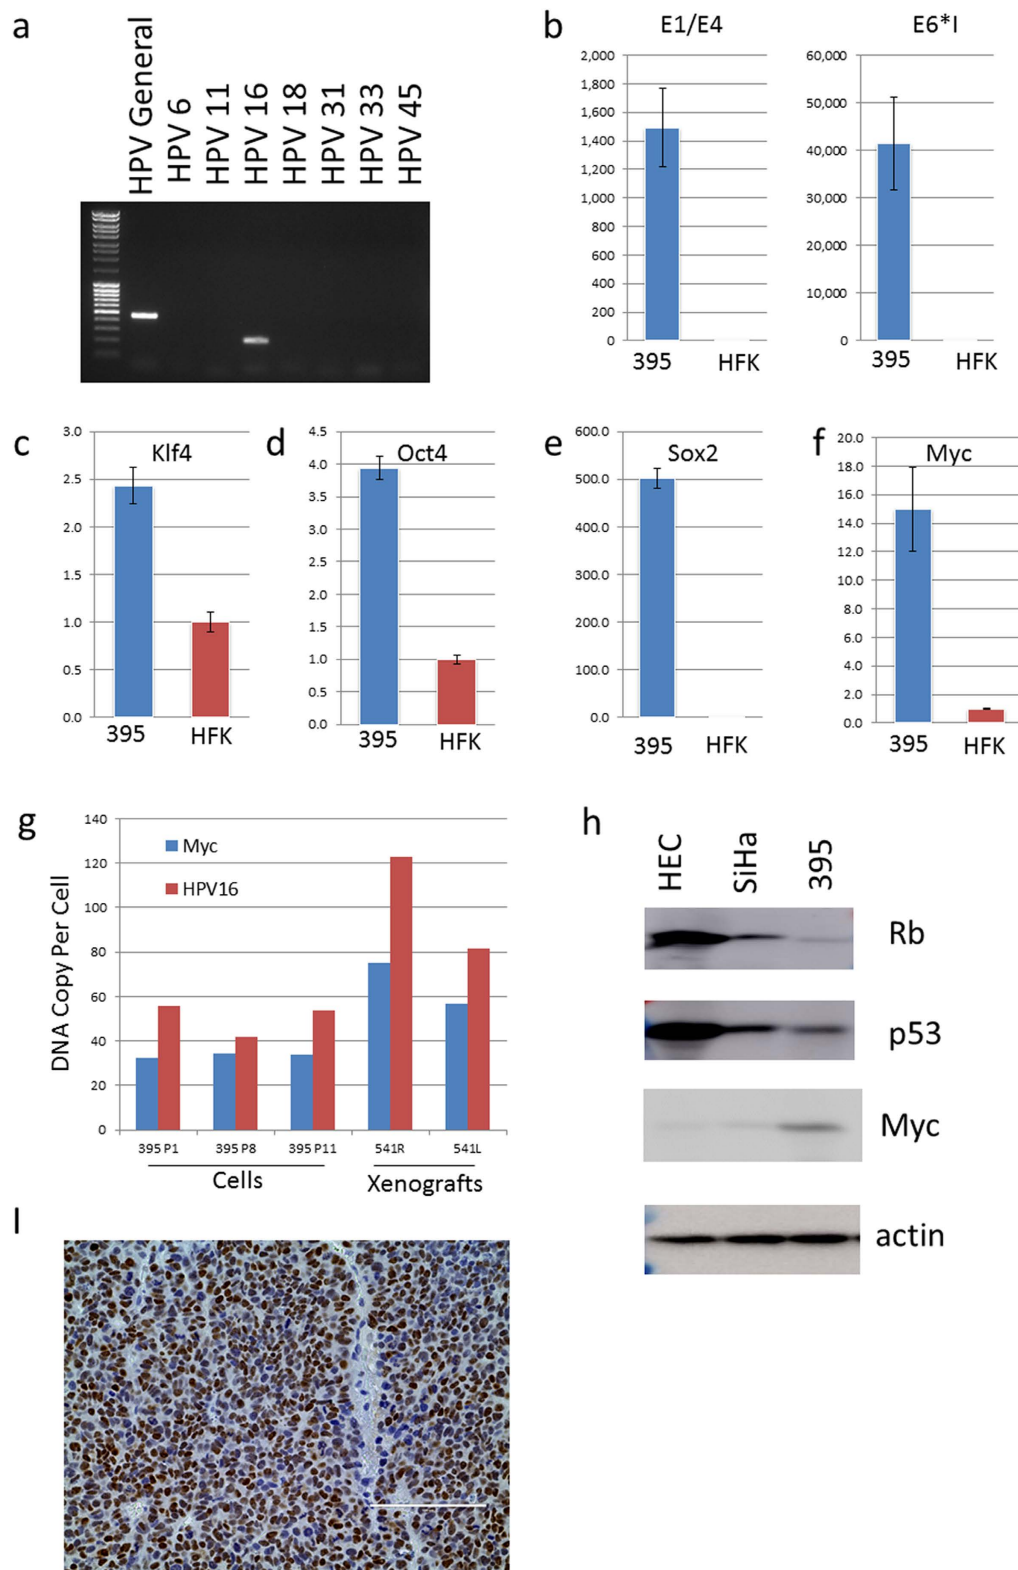 a
HPV General
HPV 6
HPV 11
HPV 16
HPV 18
HPV 31
HPV 33
HPV 45
b
E1/E4
2,000
1,800
1,600
1,400
1,200
1,000
800
600
400
200
0
395
HFK
E6*I
60,000
50,000
40,000
30,000
20,000
10,000
0
395
HFK
c
Klf4
3.0
2.5
2.0
1.5
1.0
0.5
0.0
395
HFK
d
Oct4
4.5
4.0
3.5
3.0
2.5
2.0
1.5
1.0
0.5
0.0
395
HFK
e
Sox2
600.0
500.0
400.0
300.0
200.0
100.0
0.0
395
HFK
f
Myc
20.0
18.0
16.0
14.0
12.0
10.0
8.0
6.0
4.0
2.0
0.0
395
HFK
g
DNA Copy Per Cell
140
120
100
80
60
40
20
0
Myc
HPV16
395 P1
395 P8
395 P11
541R
541L
Cells
Xenografts
h
HEC
SiHa
395
Rb
p53
Myc
actin
I